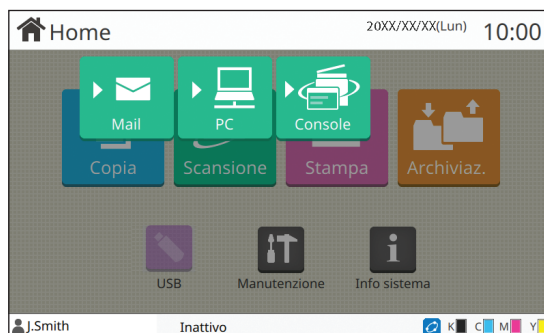 Home 20XX/XX/XX(Lun) 10:00
Mail PC Console
Copia Scansione Stampa Archiviaz.
USB Manutenzione Info sistema
J.Smith Inattivo K C M Y